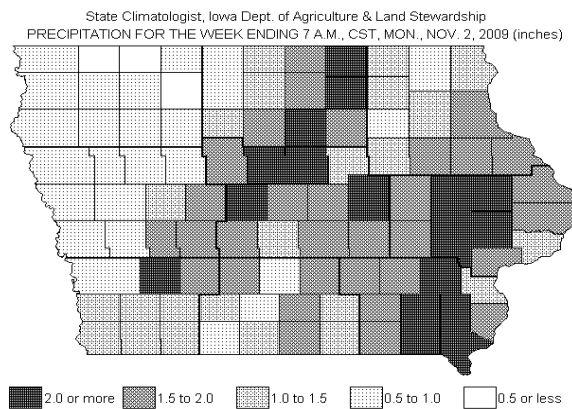 State Climatologist, Iowa Dept. of Agriculture & Land Stewardship
PRECIPITATION FOR THE WEEK ENDING 7 A.M., CST, MON., NOV. 2, 2009 (inches)
2.0 or more 1.5 to 2.0 1.0 to 1.5 0.5 to 1.0 0.5 or less